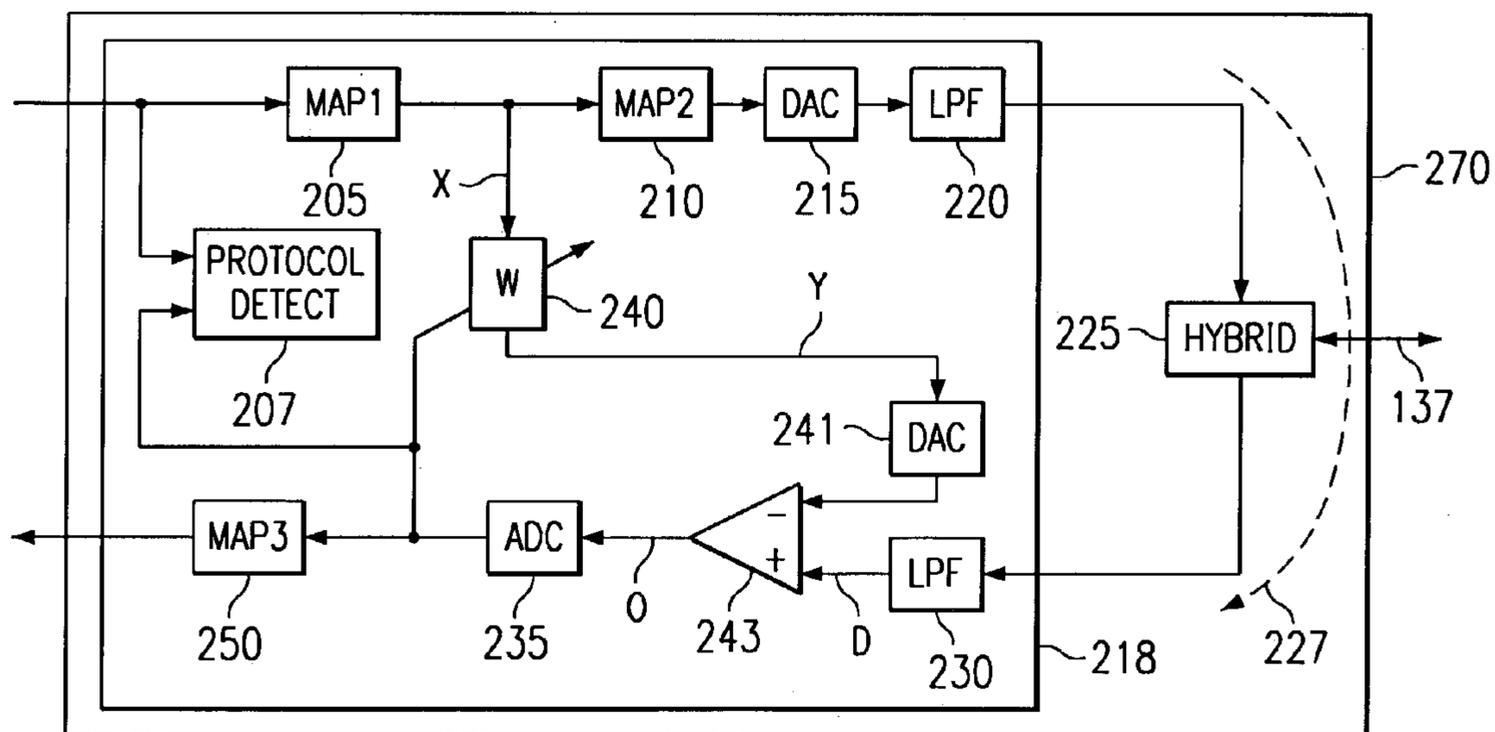 MAP1
MAP2
DAC
LPF
205
210
215
220
270
X
PROTOCOL
DETECT
W
240
Y
225
HYBRID
207
137
241
DAC
MAP3
ADC
−
+
LPF
250
235
O
243
D
230
218
227